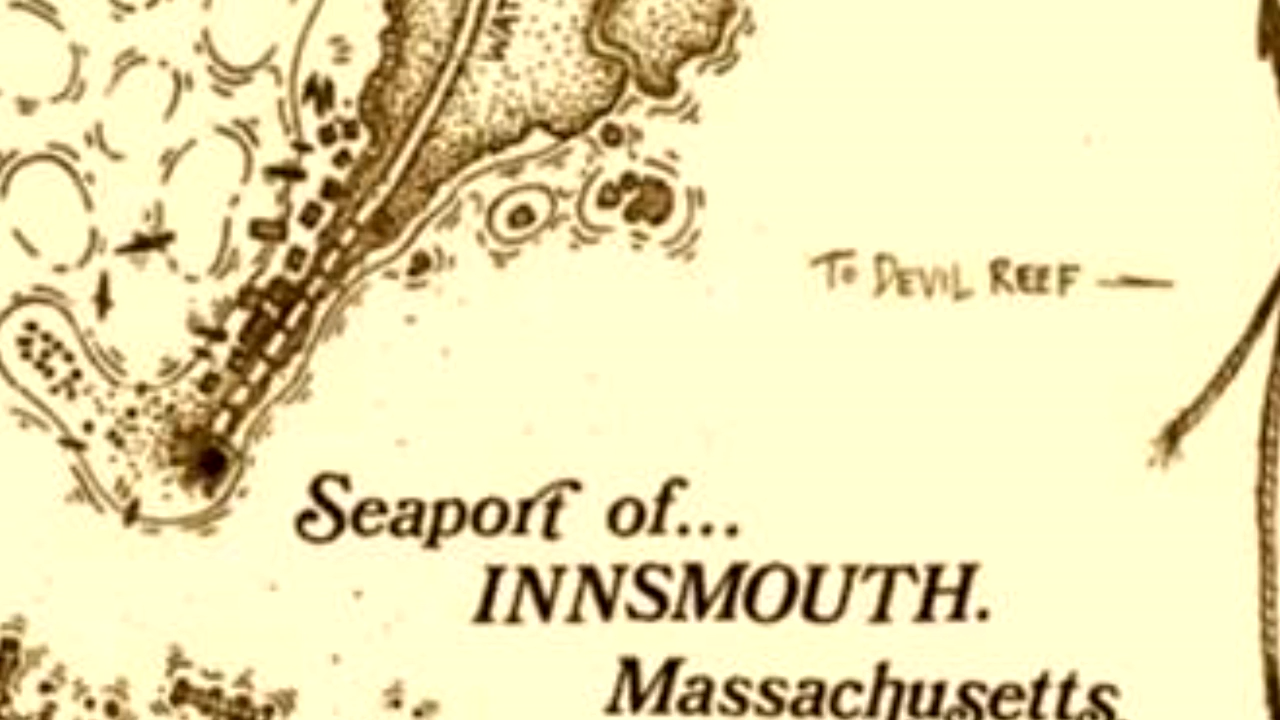 To DEVIL REEF —
Seaport of...
INNSMOUTH.
Massachusetts